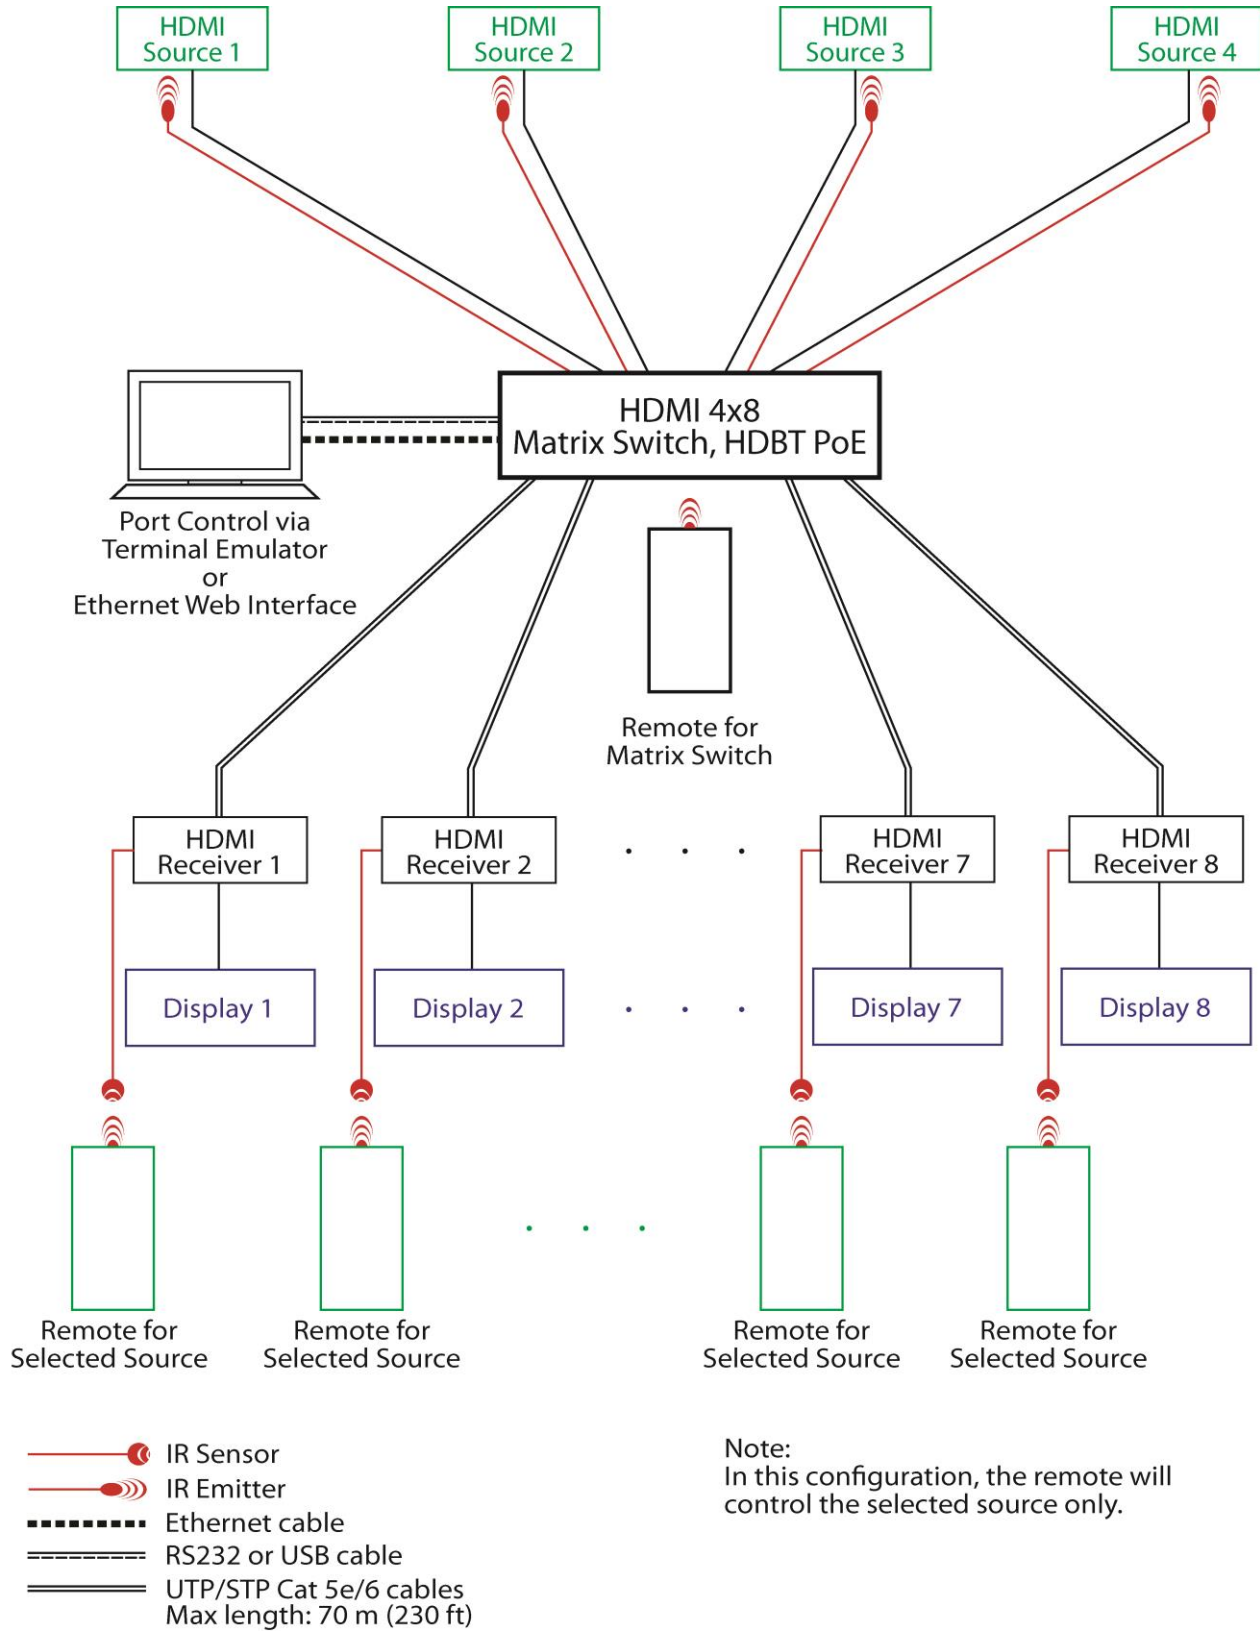 HDMI
Source 1
HDMI
Source 2
HDMI
Source 3
HDMI
Source 4
HDMI 4x8
Matrix Switch, HDBT PoE
Port Control via
Terminal Emulator
or
Ethernet Web Interface
Remote for
Matrix Switch
HDMI
Receiver 1
HDMI
Receiver 2
. . .
HDMI
Receiver 7
HDMI
Receiver 8
Display 1
Display 2
. . .
Display 7
Display 8
. . .
Remote for
Selected Source
Remote for
Selected Source
Remote for
Selected Source
Remote for
Selected Source
IR Sensor
IR Emitter
Ethernet cable
RS232 or USB cable
UTP/STP Cat 5e/6 cables
Max length: 70 m (230 ft)
Note:
In this configuration, the remote will
control the selected source only.